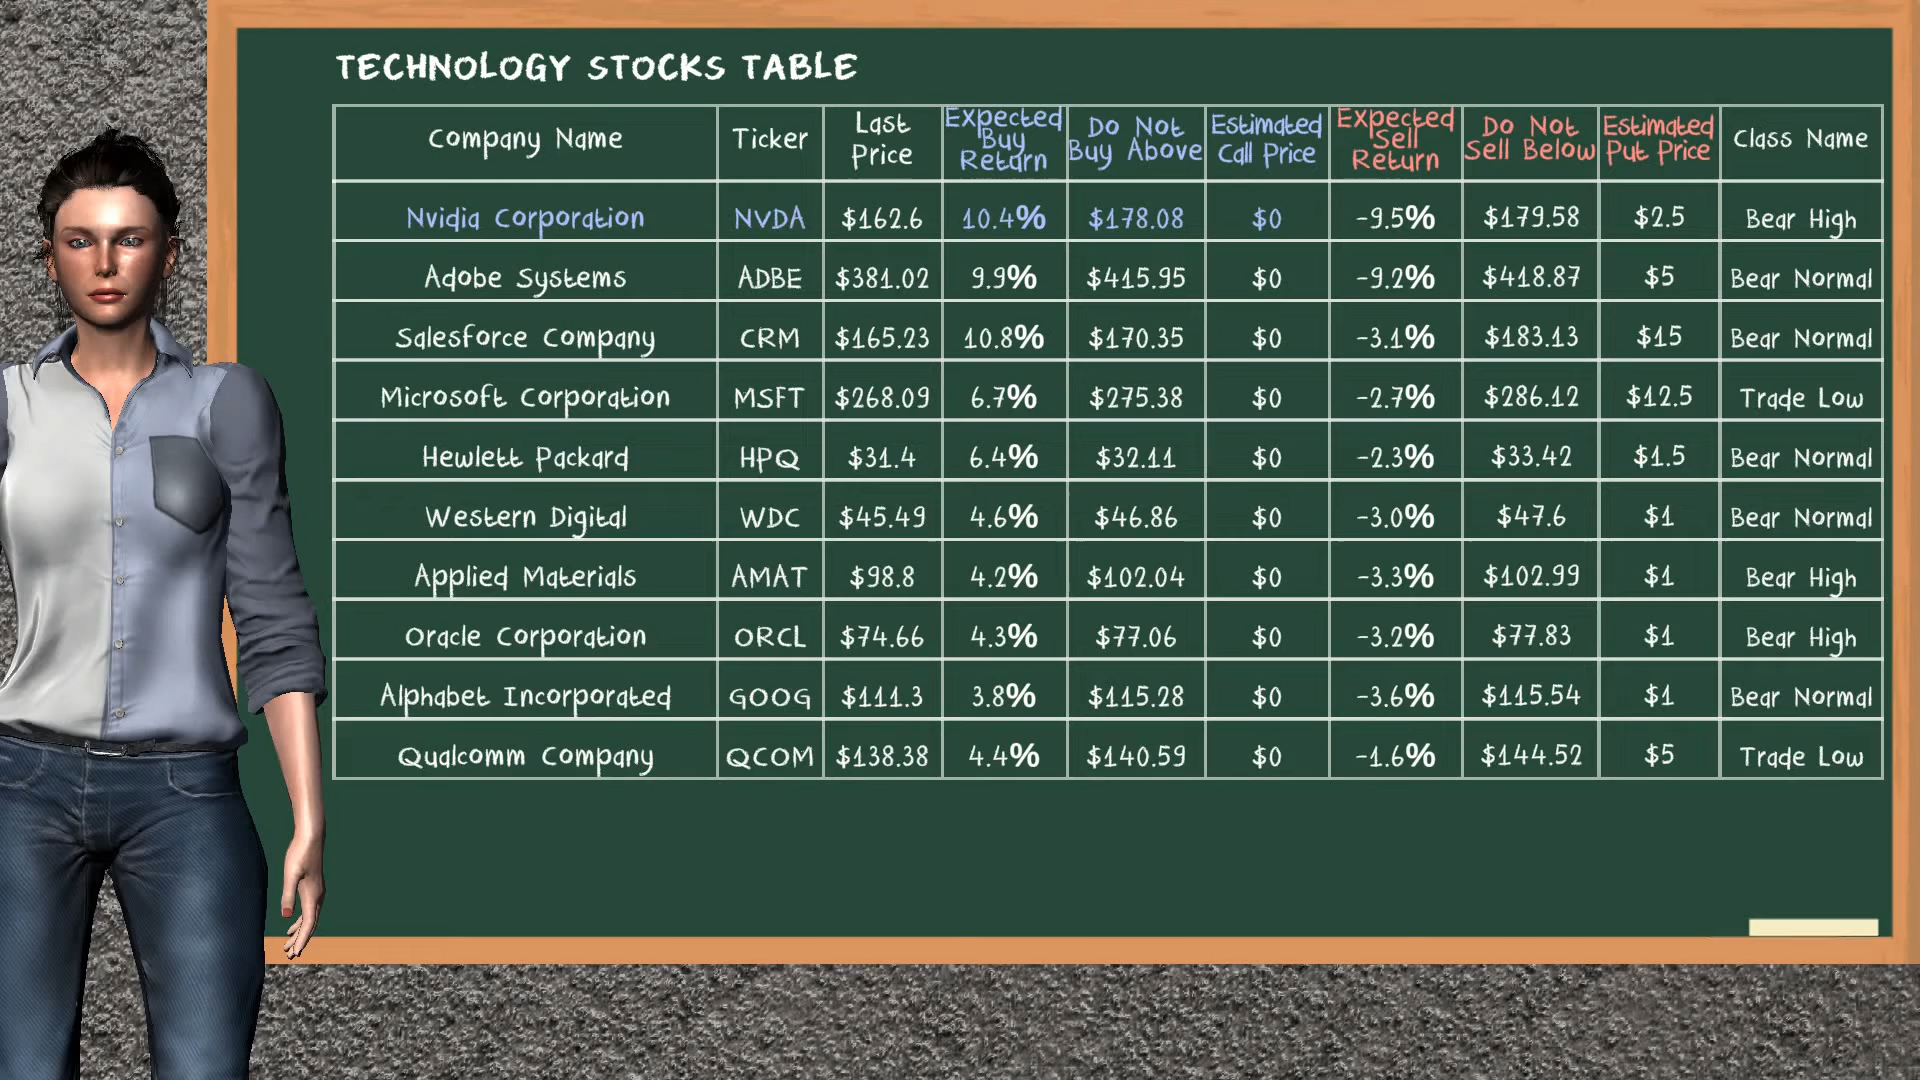 TECHNOLOGY STOCKS TABLE
Company Name Ticker Last Price Expected Buy Return Do Not Buy Above Estimated Call Price Expected Sell Return Do Not Sell Below Estimated Put Price Class Name
Nvidia Corporation NVDA $162.6 10.4% $178.08 $0 -9.5% $179.58 $2.5 Bear High
Adobe Systems ADBE $381.02 9.9% $415.95 $0 -9.2% $418.87 $5 Bear Normal
Salesforce Company CRM $165.23 10.8% $170.35 $0 -3.1% $183.13 $15 Bear Normal
Microsoft Corporation MSFT $268.09 6.7% $275.38 $0 -2.7% $286.12 $12.5 Trade Low
Hewlett Packard HPQ $31.4 6.4% $32.11 $0 -2.3% $33.42 $1.5 Bear Normal
Western Digital WDC $45.49 4.6% $46.86 $0 -3.0% $47.6 $1 Bear Normal
Applied Materials AMAT $98.8 4.2% $102.04 $0 -3.3% $102.99 $1 Bear High
Oracle Corporation ORCL $74.66 4.3% $77.06 $0 -3.2% $77.83 $1 Bear High
Alphabet Incorporated GOOG $111.3 3.8% $115.28 $0 -3.6% $115.54 $1 Bear Normal
Qualcomm Company QCOM $138.38 4.4% $140.59 $0 -1.6% $144.52 $5 Trade Low